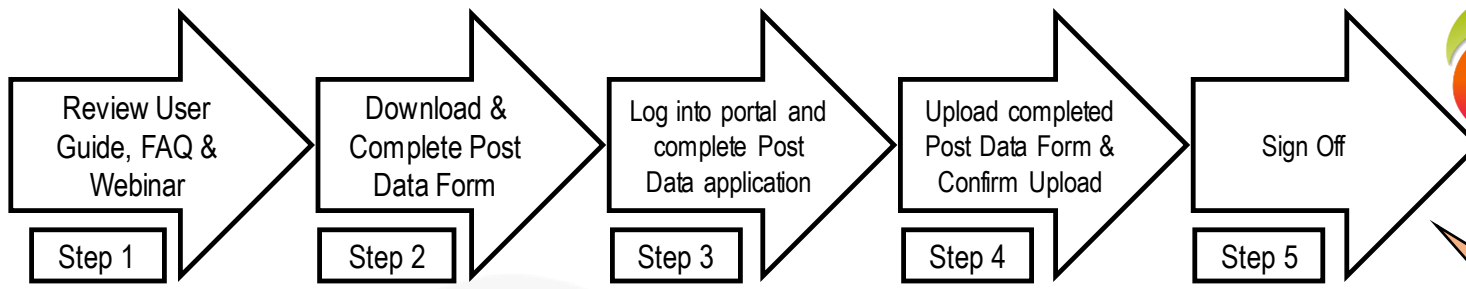 Review User
Guide, FAQ &
Webinar
Step 1
Download &
Complete Post
Data Form
Step 2
Log into portal and
complete Post
Data application
Step 3
Upload completed
Post Data Form &
Confirm Upload
Step 4
Sign Off
Step 5